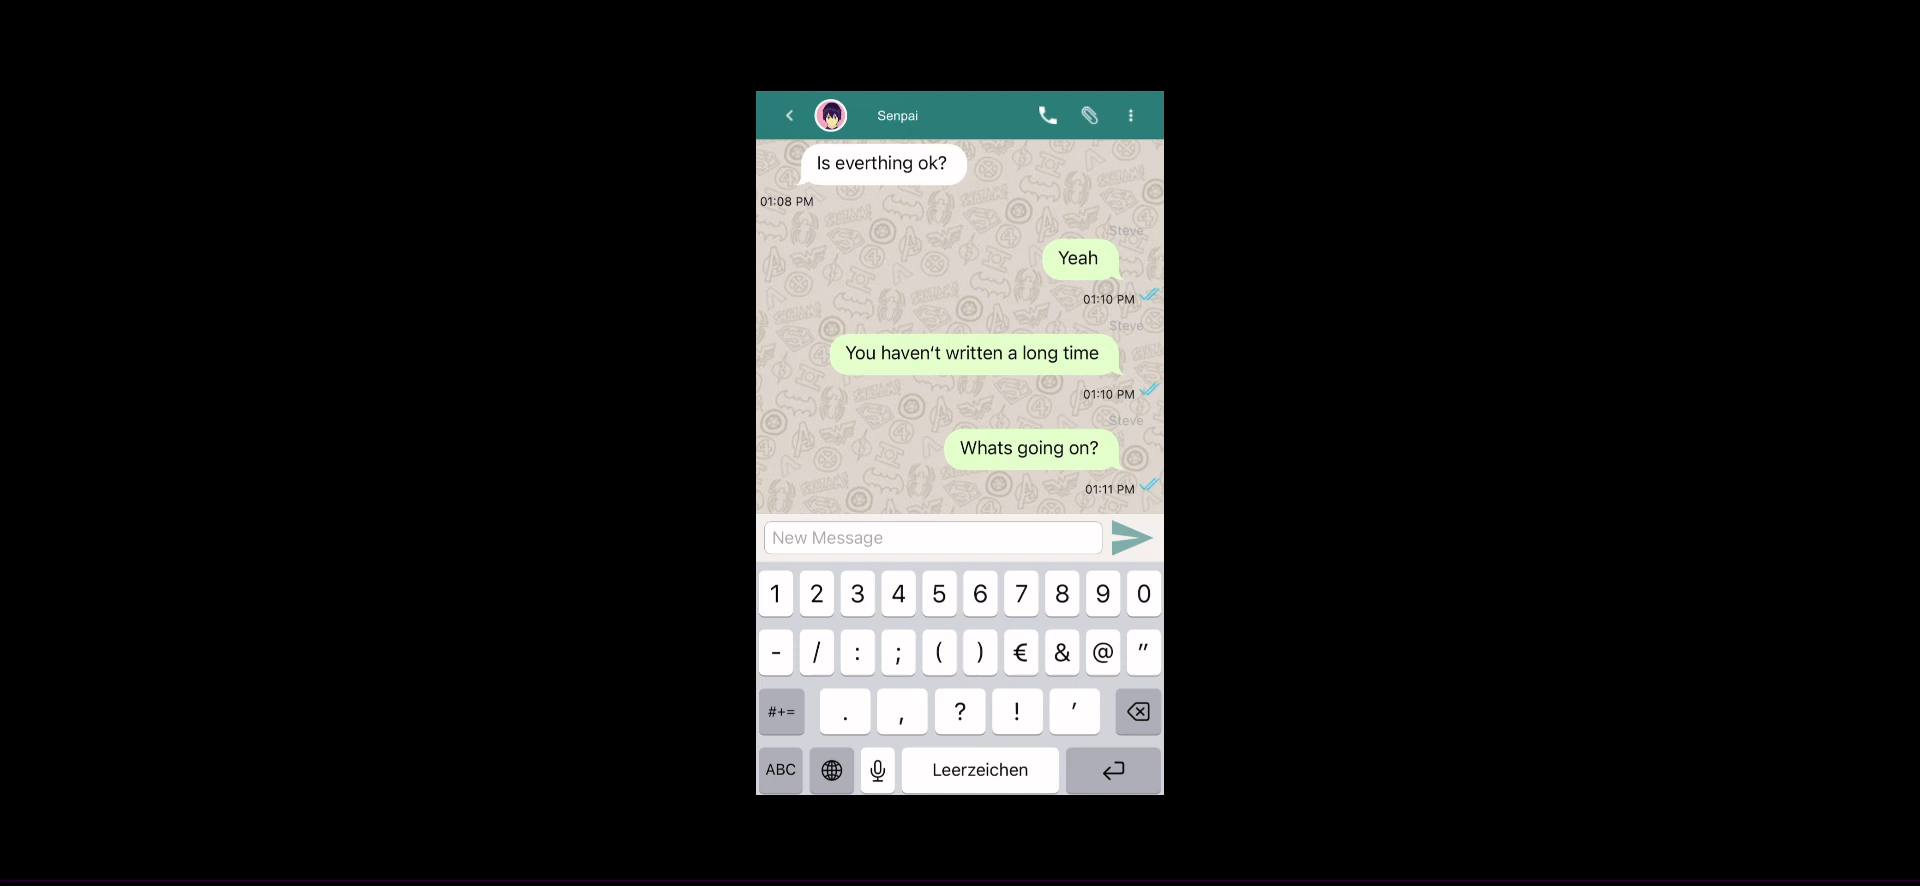 Senpai
Is everthing ok?
01:08 PM
Steve
Yeah
01:10 PM
Steve
You haven't written a long time
01:10 PM
Steve
Whats going on?
01:11 PM
New Message
1 2 3 4 5 6 7 8 9 0
- / : ; ( ) € & @ "
#+= . , ? ! '
ABC Leerzeichen